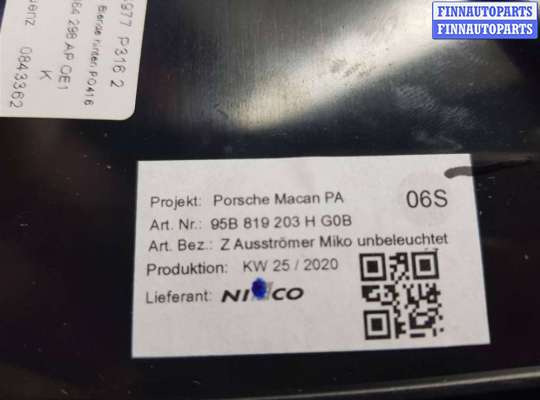 FINNAUTOPARTS
FINNAUTOPARTS
P316 2
0843362
K
Projekt: Porsche Macan PA
06S
Art. Nr.: 95B 819 203 H G0B
Art. Bez.: Z Ausströmer Miko unbeleuchtet
Produktion: KW 25 / 2020
Lieferant: